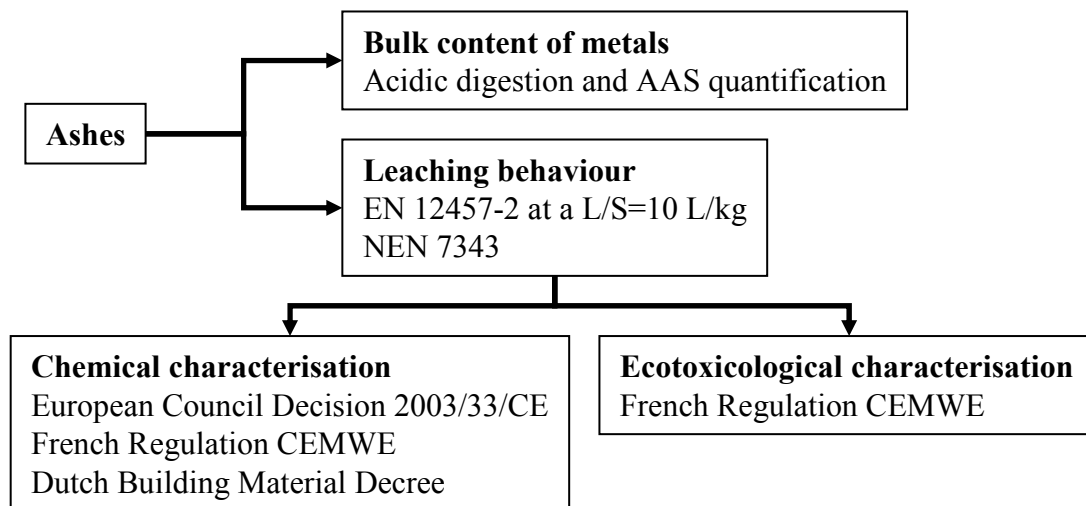 Bulk content of metals
Acidic digestion and AAS quantification
Ashes
Leaching behaviour
EN 12457-2 at a L/S=10 L/kg
NEN 7343
Chemical characterisation
European Council Decision 2003/33/CE
French Regulation CEMWE
Dutch Building Material Decree
Ecotoxicological characterisation
French Regulation CEMWE